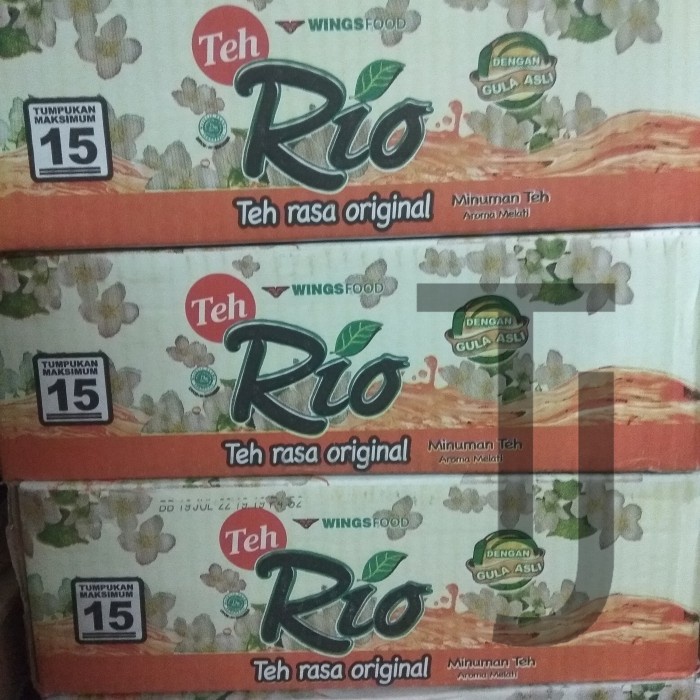 Teh
WINGSFOOD
DENGAN
GULA ASLI
TUMPUKAN
MAKSIMUM
15
Rio
Teh rasa original
Minuman Teh
Aroma Melati
Teh
WINGSFOOD
DENGAN
GULA ASLI
TUMPUKAN
MAKSIMUM
15
Rio
Teh rasa original
Minuman Teh
Aroma Melati
TJ
Teh
WINGSFOOD
DENGAN
GULA ASLI
TUMPUKAN
MAKSIMUM
15
Rio
Teh rasa original
Minuman Teh
Aroma Melati